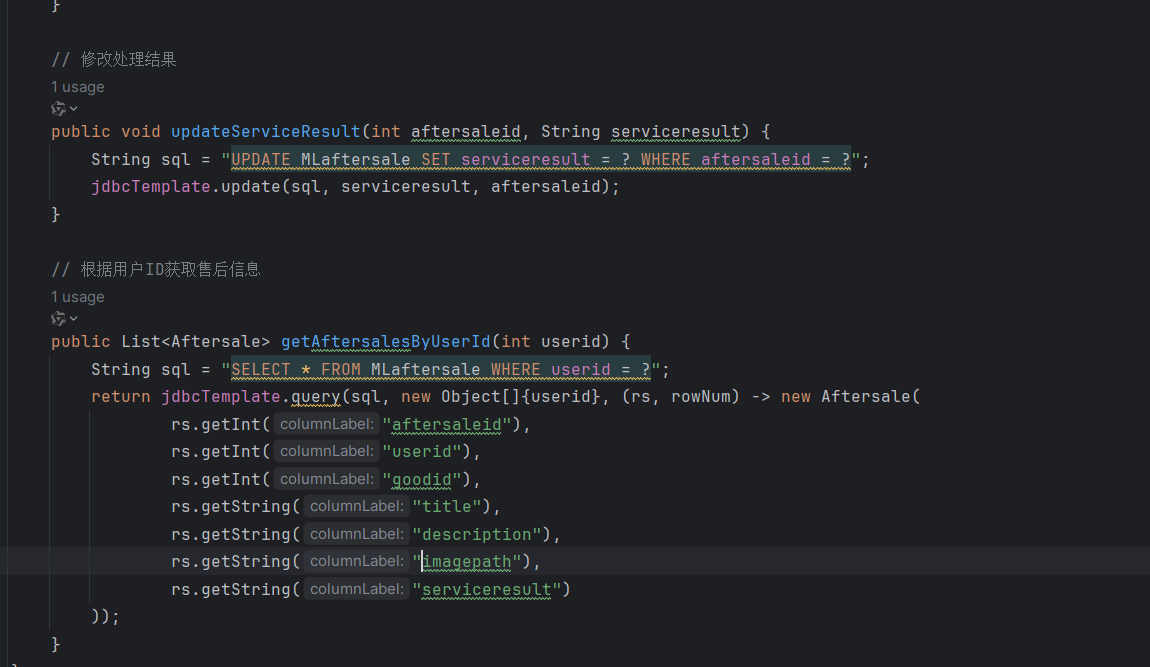 }
// 修改处理结果
1 usage
public void updateServiceResult(int aftersaleid, String serviceresult) {
String sql = "UPDATE MLaftersale SET serviceresult = ? WHERE aftersaleid = ?";
jdbcTemplate.update(sql, serviceresult, aftersaleid);
}
// 根据用户ID获取售后信息
1 usage
public List<Aftersale> getAftersalesByUserId(int userid) {
String sql = "SELECT * FROM MLaftersale WHERE userid = ?";
return jdbcTemplate.query(sql, new Object[]{userid}, (rs, rowNum) -> new Aftersale(
rs.getInt( columnLabel: "aftersaleid"),
rs.getInt( columnLabel: "userid"),
rs.getInt( columnLabel: "goodid"),
rs.getString( columnLabel: "title"),
rs.getString( columnLabel: "description"),
rs.getString( columnLabel: "imagepath"),
rs.getString( columnLabel: "serviceresult")
));
}